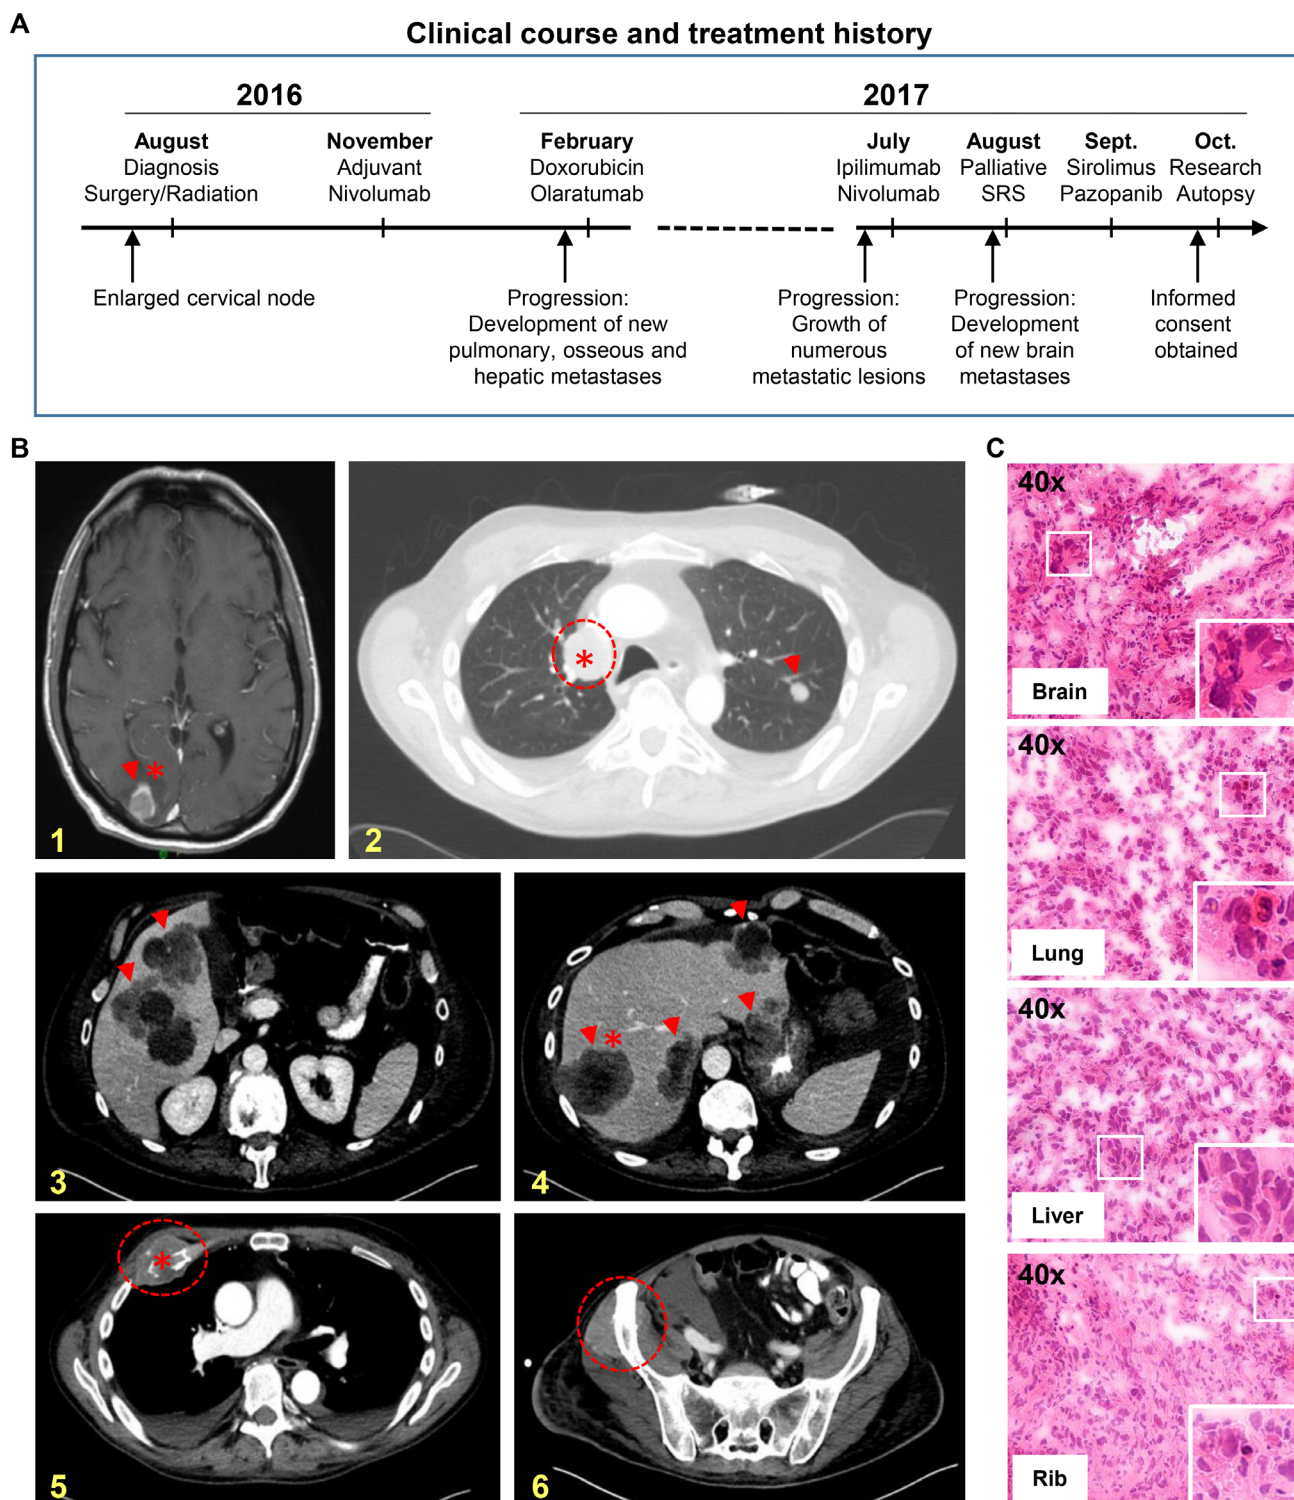 A
Clinical course and treatment history
2016
2017
August
Diagnosis
Surgery/Radiation
November
Adjuvant
Nivolumab
February
Doxorubicin
Olaratumab
July
Ipilimumab
Nivolumab
August
Palliative
SRS
Sept.
Sirolimus
Pazopanib
Oct.
Research
Autopsy
Enlarged cervical node
Progression:
Development of new
pulmonary, osseous and
hepatic metastases
Progression:
Growth of
numerous
metastatic lesions
Progression:
Development
of new brain
metastases
Informed
consent
obtained
B
*
1
*
2
3
*
4
*
5
6
C
40x
Brain
40x
Lung
40x
Liver
40x
Rib